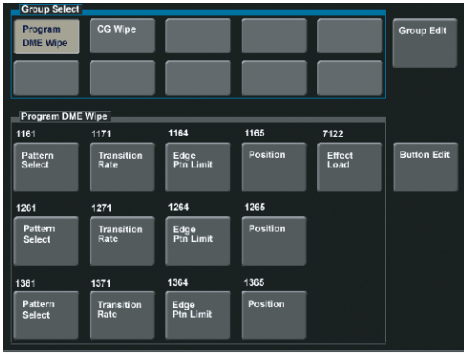 Group Select
Program
DME Wipe
CG Wipe
Group Edit
Program DME Wipe
1161 1171 1164 1165 7122
Pattern
Select
Transition
Rate
Edge
Ptn Limit
Position
Effect
Load
Button Edit
1261 1271 1264 1265
Pattern
Select
Transition
Rate
Edge
Ptn Limit
Position
1361 1371 1364 1365
Pattern
Select
Transition
Rate
Edge
Ptn Limit
Position